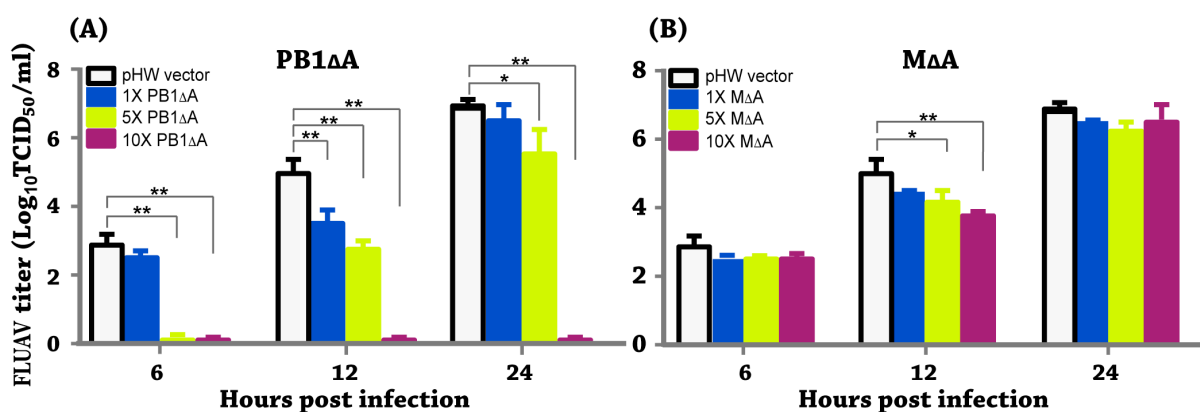 (A)
PB1ΔA
FLUAV titer (Log₁₀TCID₅₀/ml)
8
6
4
2
0
pHW vector
1X PB1ΔA
5X PB1ΔA
10X PB1ΔA
**
**
**
**
**
**
*
6
12
24
Hours post infection
(B)
MΔA
8
6
4
2
0
pHW vector
1X MΔA
5X MΔA
10X MΔA
**
*
6
12
24
Hours post infection